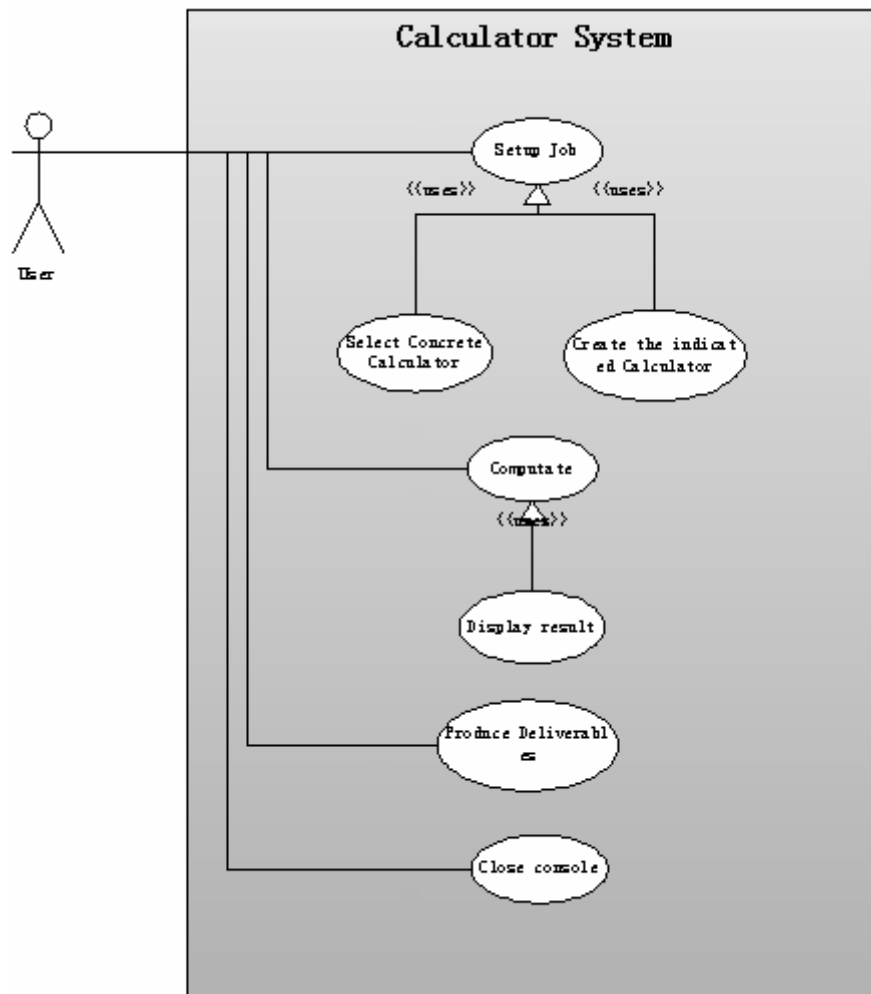 Calculator System
Setup Job
<<uses>>
<<uses>>
User
Select Concrete
Calculator
Create the indicat
ed Calculator
Computate
<<uses>>
Display result
Produce Deliverabl
es
Close console